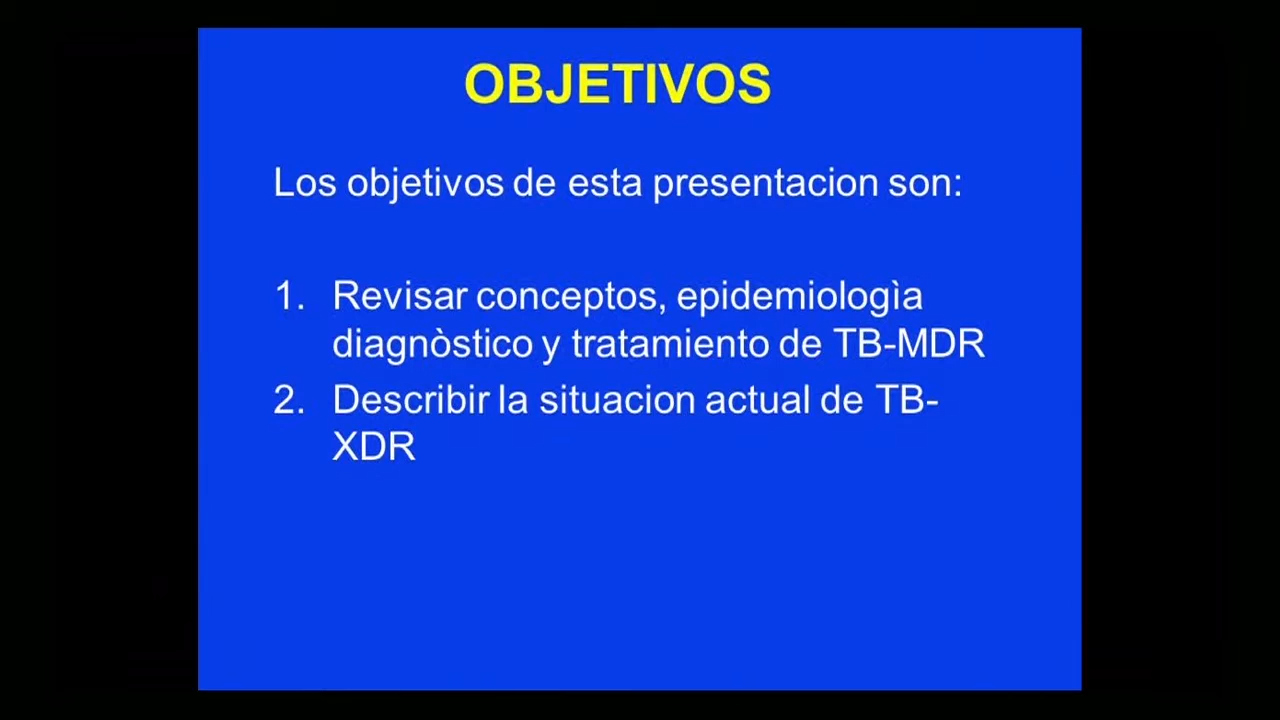 OBJETIVOS
Los objetivos de esta presentacion son:
1. Revisar conceptos, epidemiologìa
diagnòstico y tratamiento de TB-MDR
2. Describir la situacion actual de TB-
XDR